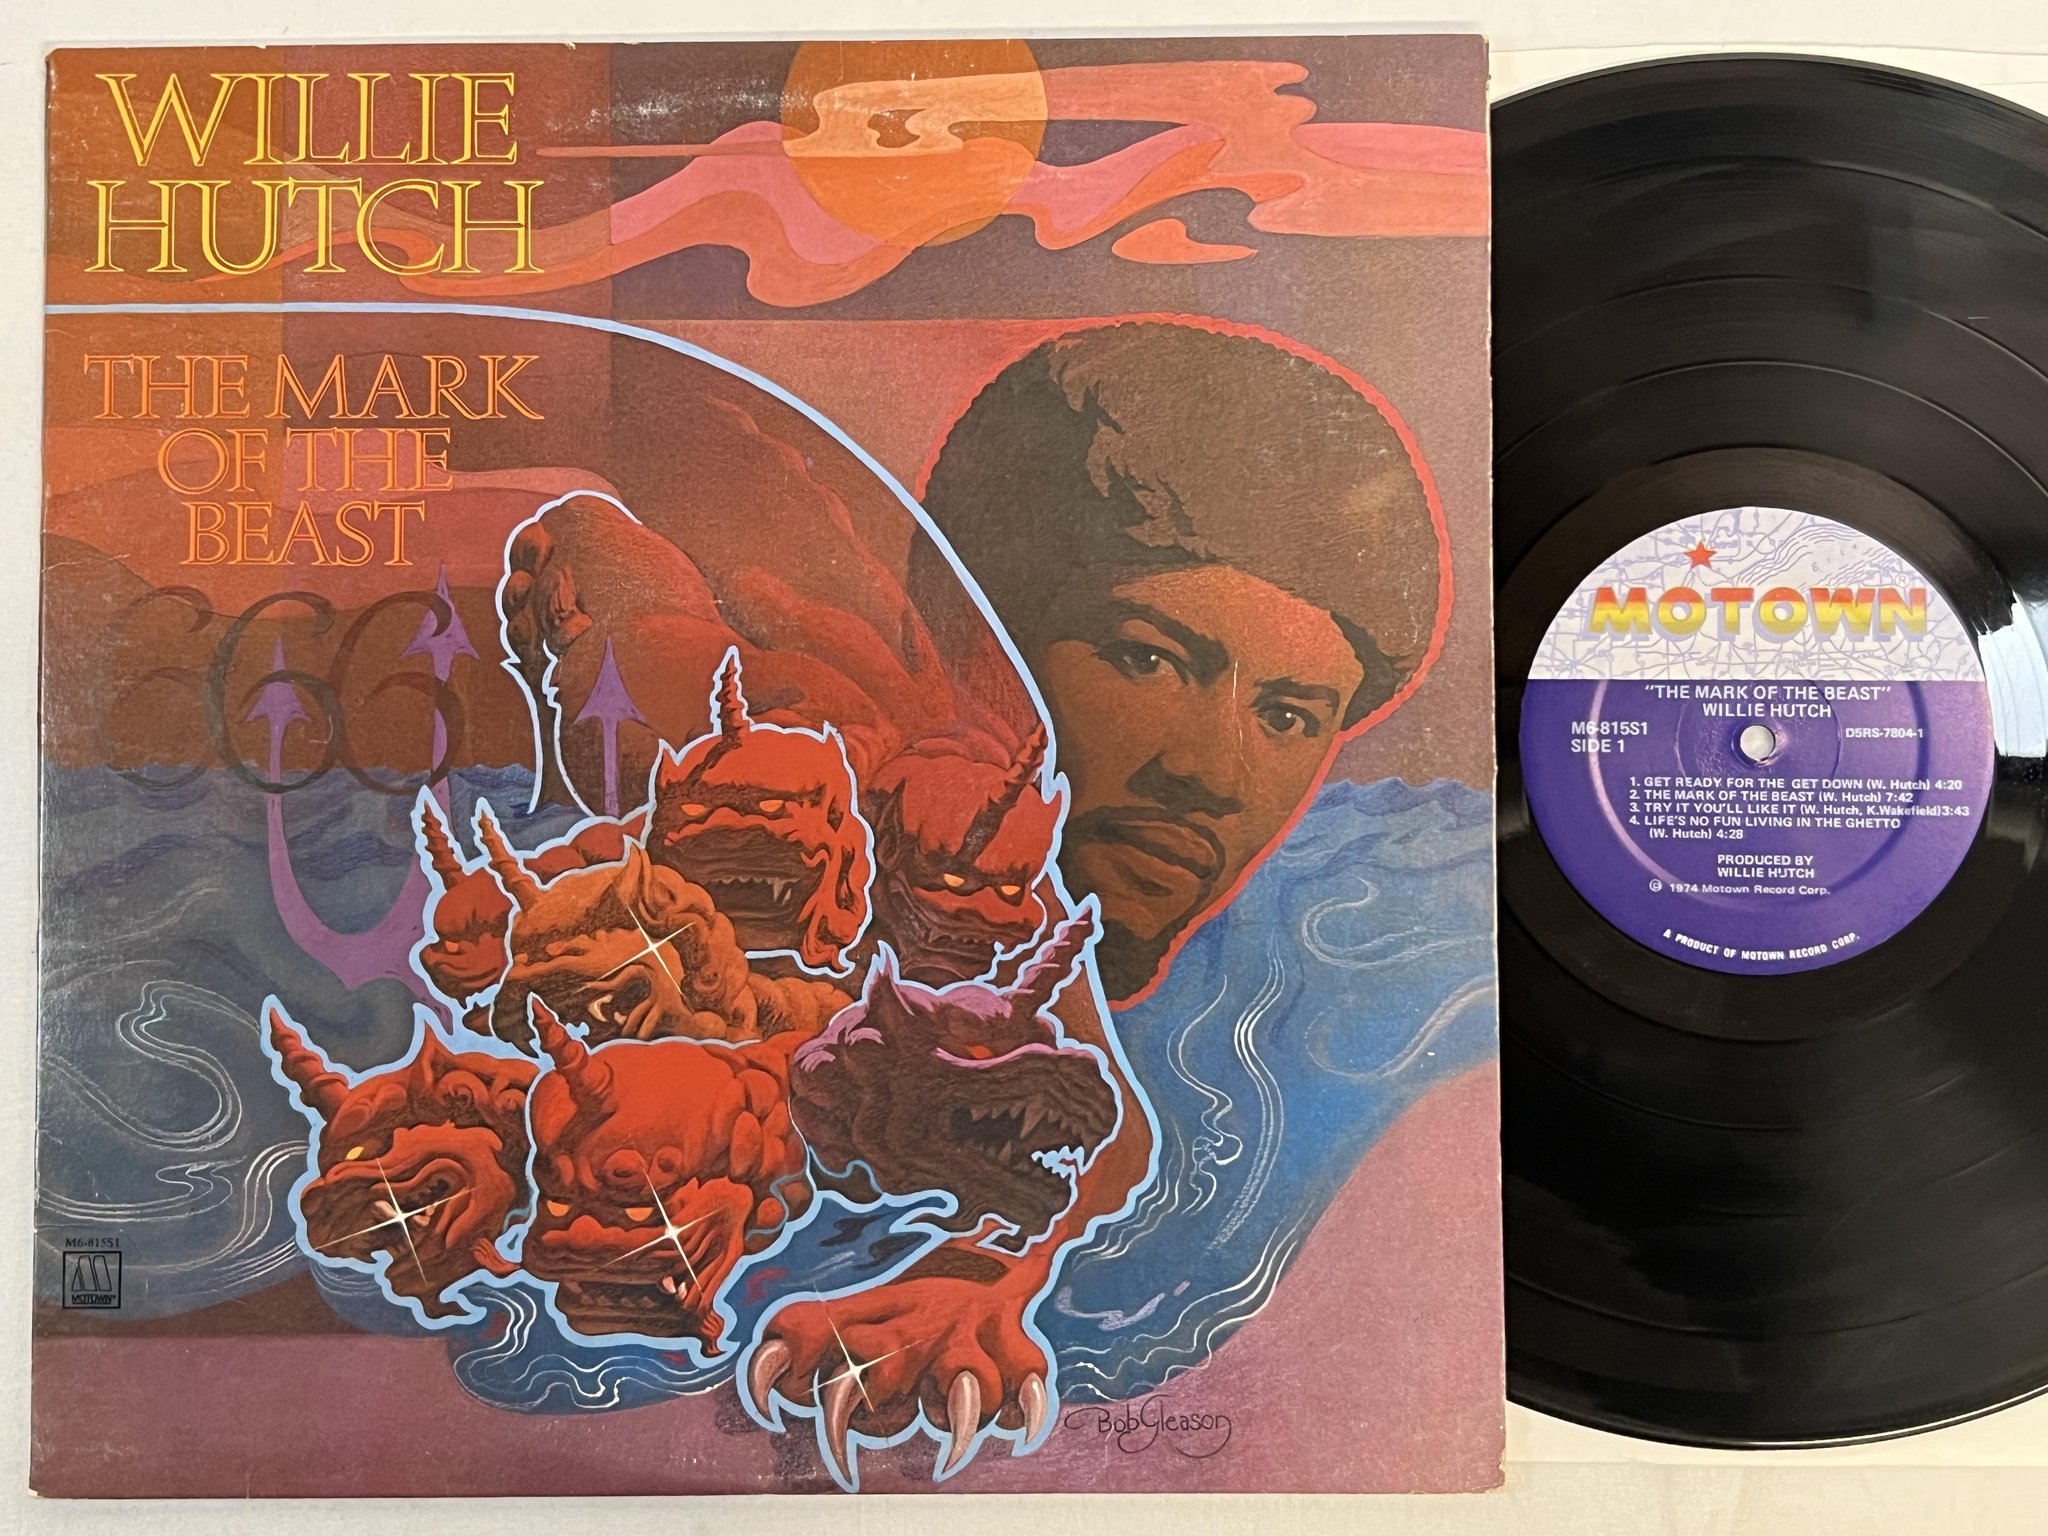 WILLIE
HUTCH
THE MARK
OF THE
BEAST
666
M6-815S1
MOTOWN®
Bob Gleason
Detroit
MOTOWN®
"THE MARK OF THE BEAST"
WILLIE HUTCH
M6-815S1
SIDE 1
D5RS-7804-1
1. GET READY FOR THE GET DOWN (W. Hutch) 4:20
2. THE MARK OF THE BEAST (W. Hutch) 7:42
3. TRY IT YOU'LL LIKE IT (W. Hutch, K.Wakefield)3:43
4. LIFE'S NO FUN LIVING IN THE GHETTO
(W. Hutch) 4:28
PRODUCED BY
WILLIE HUTCH
℗ 1974 Motown Record Corp.
A PRODUCT OF MOTOWN RECORD CORP.